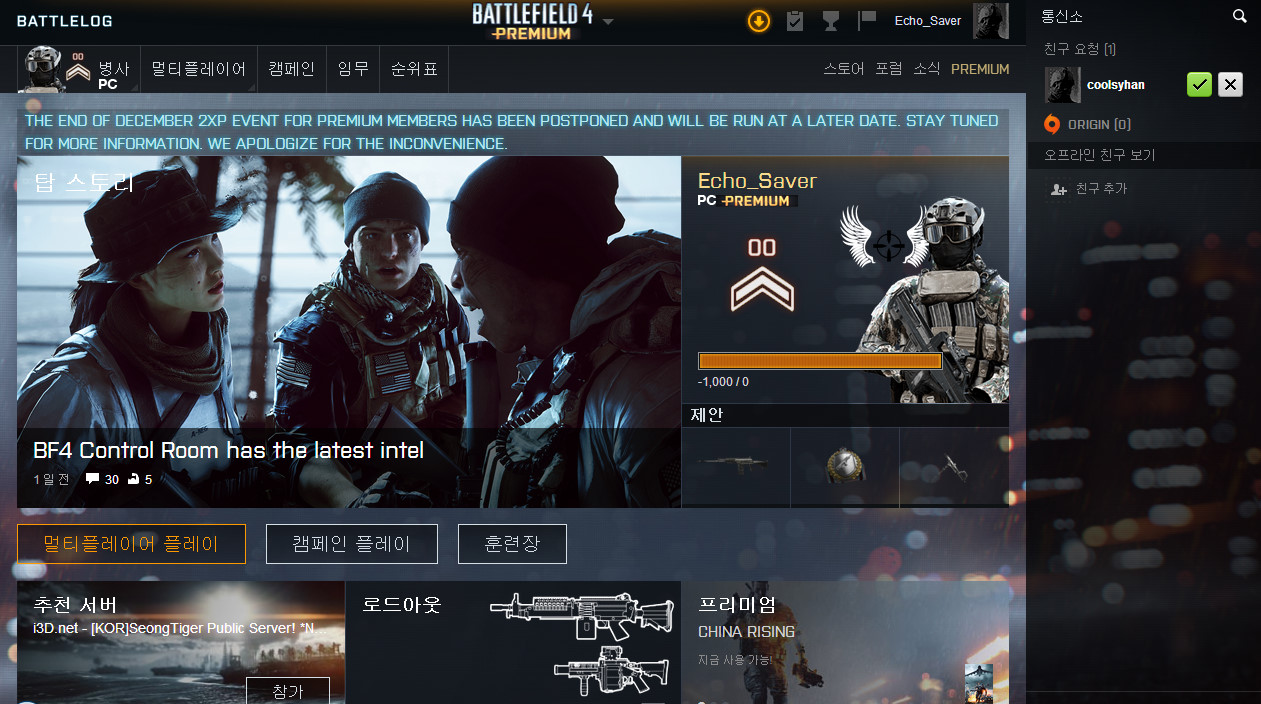 BATTLELOG
BATTLEFIELD 4
PREMIUM
Echo_Saver
00
병사
PC
멀티플레이어
캠페인
임무
순위표
스토어
포럼
소식
PREMIUM
THE END OF DECEMBER 2XP EVENT FOR PREMIUM MEMBERS HAS BEEN POSTPONED AND WILL BE RUN AT A LATER DATE. STAY TUNED
FOR MORE INFORMATION. WE APOLOGIZE FOR THE INCONVENIENCE.
탑 스토리
BF4 Control Room has the latest intel
1 일 전
30
5
Echo_Saver
PC PREMIUM
00
-1,000 / 0
제안
멀티플레이어 플레이
캠페인 플레이
훈련장
추천 서버
i3D.net - [KOR]SeongTiger Public Server! *N...
참가
로드아웃
프리미엄
CHINA RISING
지금 사용 가능!
통신소
친구 요청 [1]
coolsyhan
ORIGIN [0]
오프라인 친구 보기
친구 추가